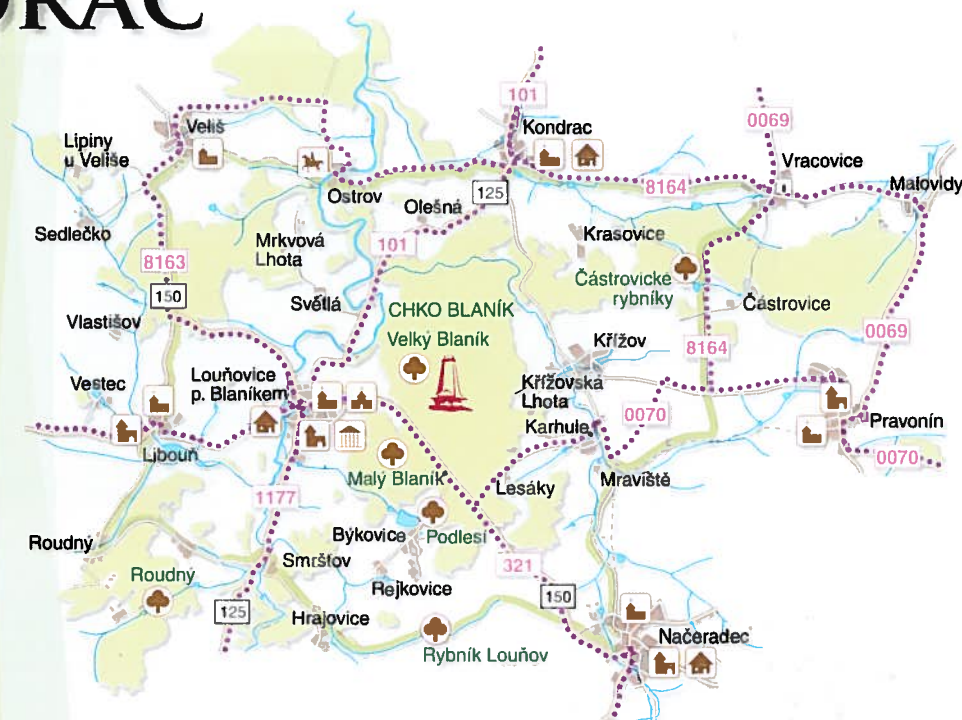 101
Kondrac
0069
Veliš
Lipiny
u Veliše
Vracovice
8164
Malovidy
Ostrov
Olešná
125
Sedlečko
Mrkvová
Lhota
101
Krasovice
8163
Částrovické
rybníky
150
Světlá
CHKO BLANÍK
Částrovice
Vlastišov
Velký Blaník
Křížov
8164
0069
Vestec
Louňovice
p. Blaníkem
Křížovská
Lhota
0070
Karhule
Pravonín
Libouň
0070
Malý Blaník
Mraviště
Lesáky
1177
Býkovice
Podlesí
Roudný
Smršťov
321
Roudný
Rejkovice
150
125
Hrajovice
Načeradec
Rybník Louňov